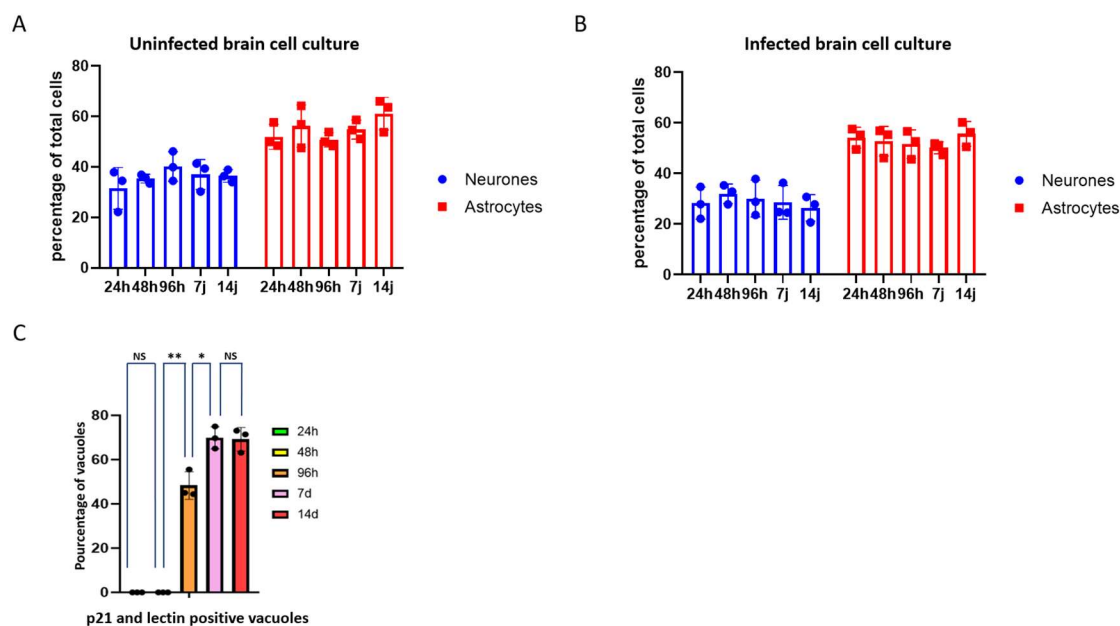 A
Uninfected brain cell culture
percentage of total cells
80
60
40
20
0
24h 48h 96h 7j 14j 24h 48h 96h 7j 14j
Neurones
Astrocytes
B
Infected brain cell culture
percentage of total cells
80
60
40
20
0
24h 48h 96h 7j 14j 24h 48h 96h 7j 14j
Neurones
Astrocytes
C
NS ** * NS
Pourcentage of vacuoles
80
60
40
20
0
24h
48h
96h
7d
14d
p21 and lectin positive vacuoles